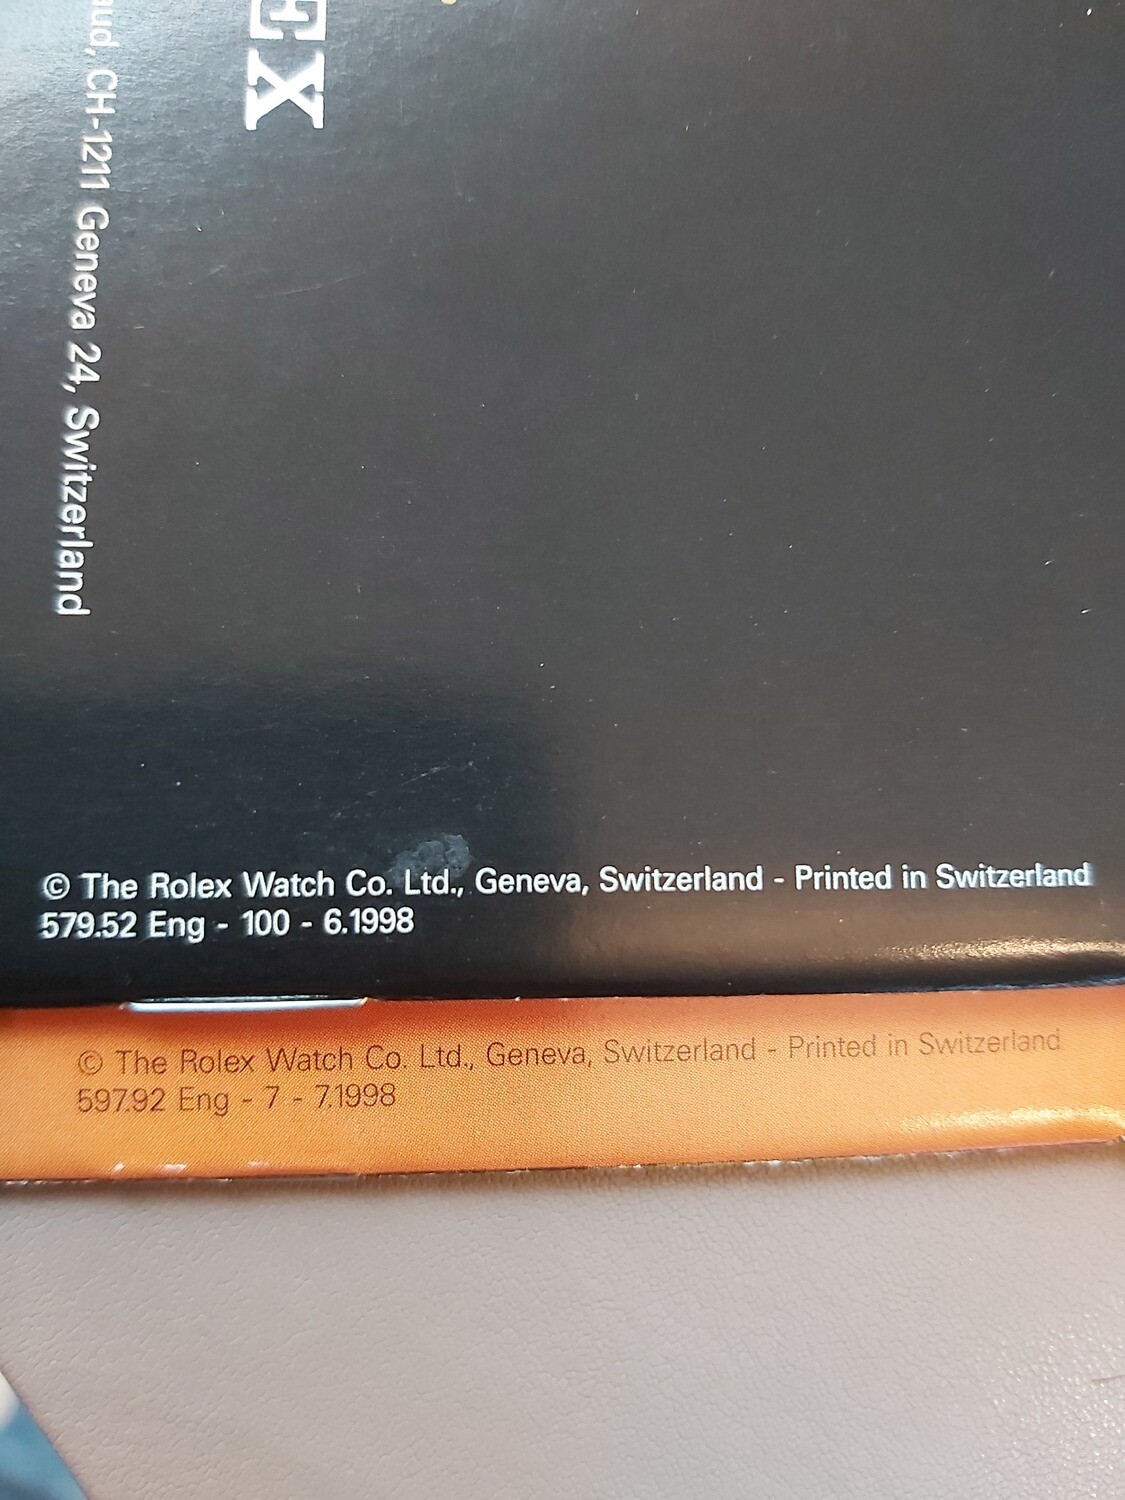 EX
CH-1211 Geneva 24, Switzerland
© The Rolex Watch Co. Ltd., Geneva, Switzerland - Printed in Switzerland
579.52 Eng - 100 - 6.1998
© The Rolex Watch Co. Ltd., Geneva, Switzerland - Printed in Switzerland
597.92 Eng - 7 - 7.1998